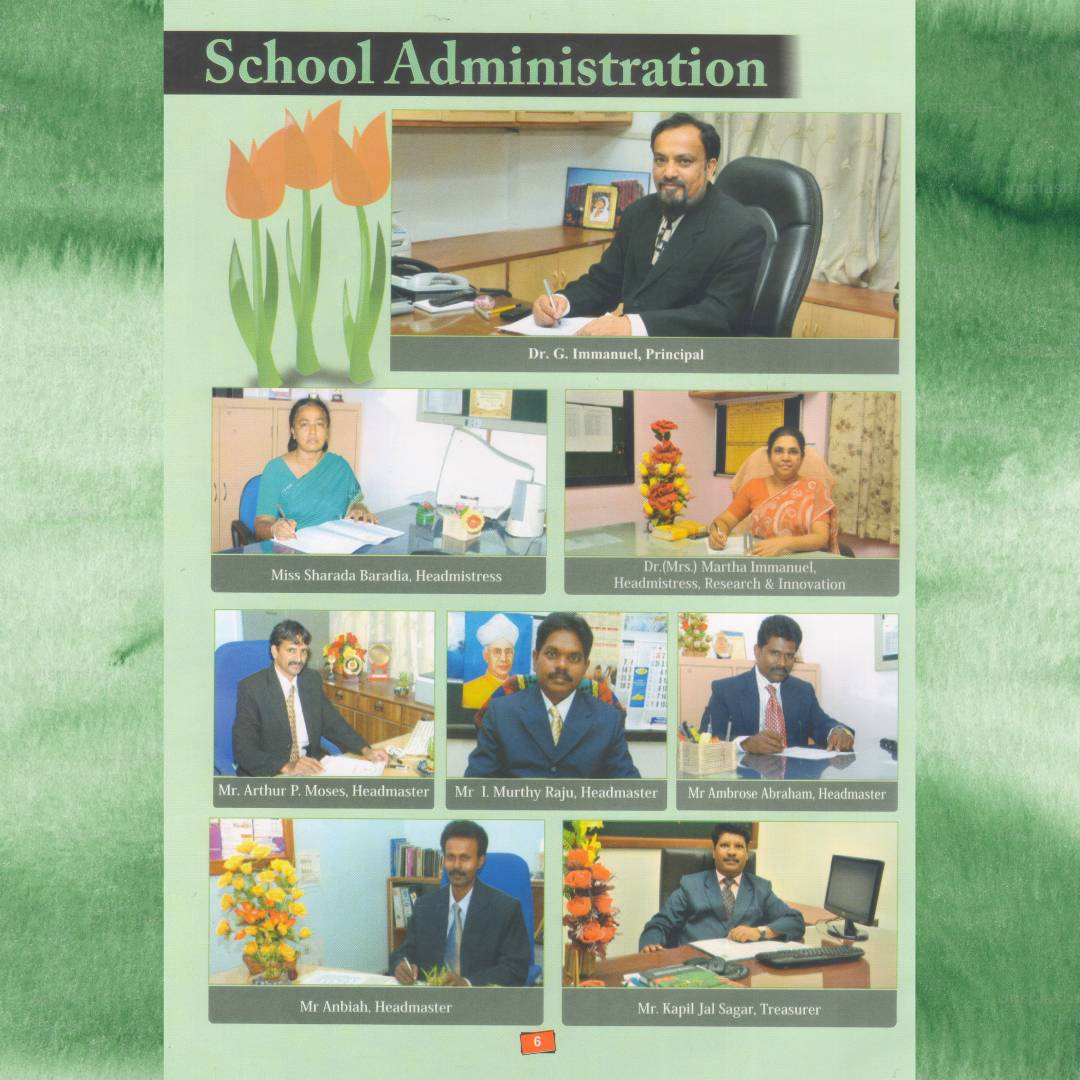 School Administration
Dr. G. Immanuel, Principal
Miss Sharada Baradia, Headmistress
Dr.(Mrs.) Martha Immanuel,
Headmistress, Research & Innovation
Mr. Arthur P. Moses, Headmaster
Mr I. Murthy Raju, Headmaster
Mr Ambrose Abraham, Headmaster
Mr Anbiah, Headmaster
Mr. Kapil Jal Sagar, Treasurer
6